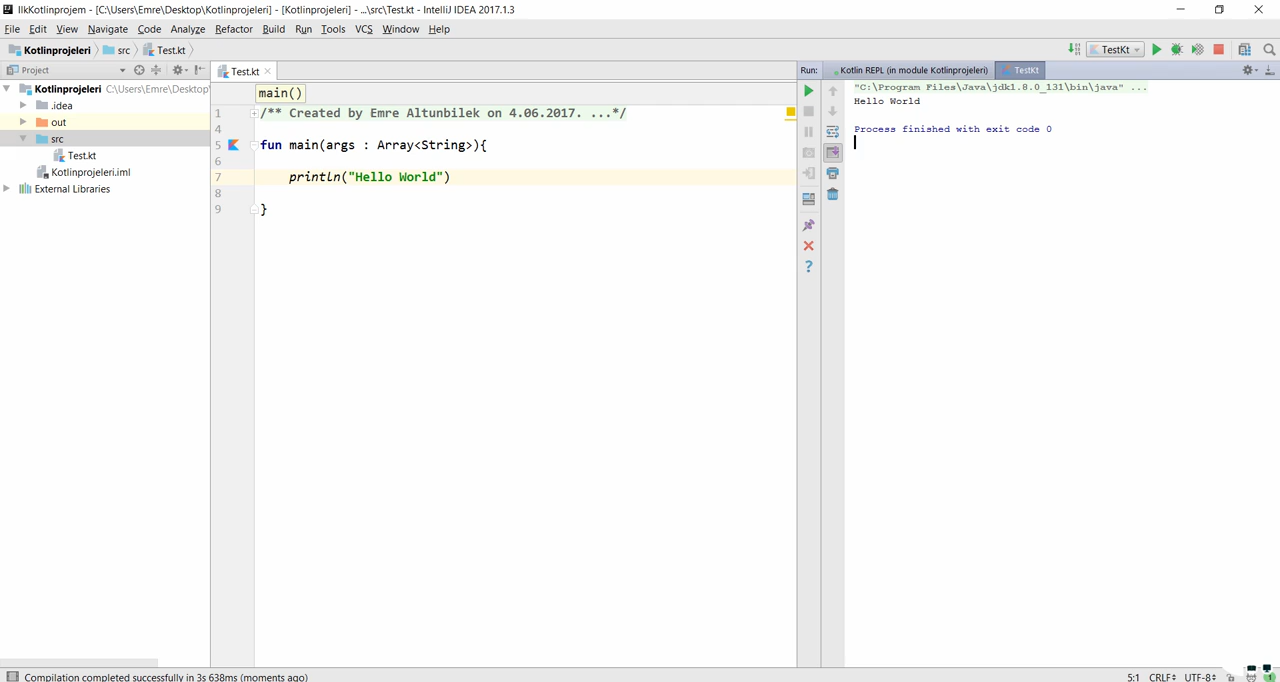 IlkKotlinprojem - [C:\Users\Emre\Desktop\Kotlinprojeleri] - [Kotlinprojeleri] - ...\src\Test.kt - IntelliJ IDEA 2017.1.3
File Edit View Navigate Code Analyze Refactor Build Run Tools VCS Window Help
Kotlinprojeleri src Test.kt
TestKt
Project
Test.kt
Run: Kotlin REPL (in module Kotlinprojeleri) TestKt
Kotlinprojeleri C:\Users\Emre\Desktop\
.idea
out
src
Test.kt
Kotlinprojeleri.iml
External Libraries
main()
1 /** Created by Emre Altunbilek on 4.06.2017. ...*/
4
5 fun main(args : Array<String>){
6
7 println("Hello World")
8
9 }
"C:\Program Files\Java\jdk1.8.0_131\bin\java" ...
Hello World
Process finished with exit code 0
Compilation completed successfully in 3s 638ms (moments ago)
5:1 CRLF UTF-8